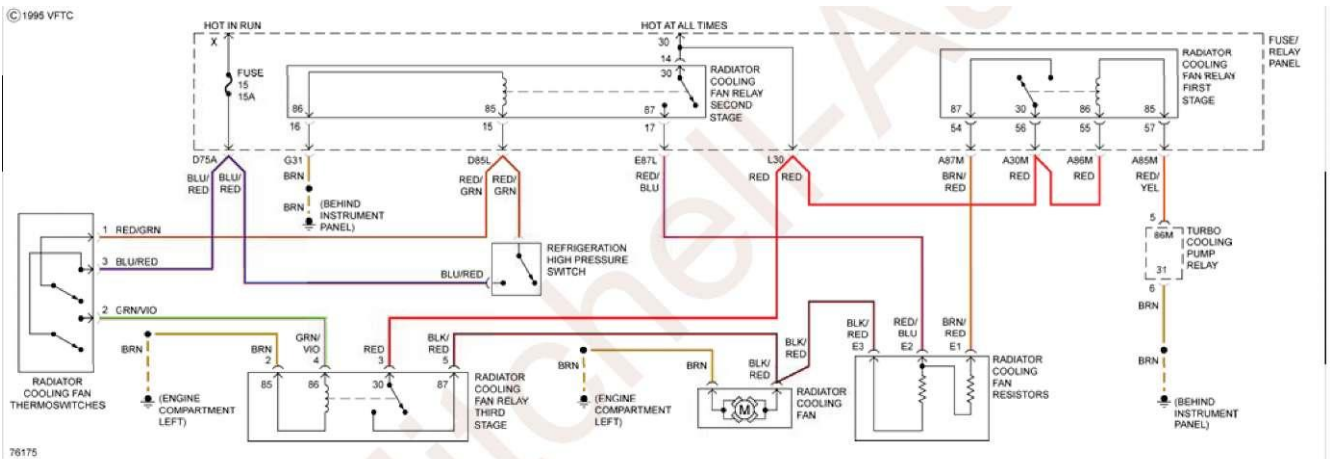 © 1995 VFTC
HOT IN RUN
HOT AT ALL TIMES
X
30
14
30
FUSE/
RELAY
PANEL
FUSE
15
15A
RADIATOR
COOLING
FAN RELAY
SECOND
STAGE
RADIATOR
COOLING
FAN RELAY
FIRST
STAGE
86
85
87
87
30
86
85
16
15
17
54
56
55
57
D75A
G31
D85L
E87L
L30
A87M
A30M
A86M
A85M
BLU/
RED
BLU/
RED
BRN
RED/
GRN
RED/
GRN
RED/
BLU
RED
RED
BRN/
RED
RED
RED
RED/
YEL
BRN
(BEHIND
INSTRUMENT
PANEL)
5
86M
31
6
TURBO
COOLING
PUMP
RELAY
1 RED/GRN
3 BLU/RED
2 GRN/VIO
BLU/RED
REFRIGERATION
HIGH PRESSURE
SWITCH
BRN
BRN
BRN
2
GRN/
VIO
4
RED
3
BLK/
RED
5
BRN
BRN
BLK/
RED
BLK/
RED
BLK/
RED
E3
RED/
BLU
E2
BRN/
RED
E1
BRN
85
86
30
87
RADIATOR
COOLING FAN
THERMOSWITCHES
(ENGINE
COMPARTMENT
LEFT)
RADIATOR
COOLING
FAN RELAY
THIRD
STAGE
(ENGINE
COMPARTMENT
LEFT)
M
RADIATOR
COOLING
FAN
RADIATOR
COOLING
FAN
RESISTORS
(BEHIND
INSTRUMENT
PANEL)
76175